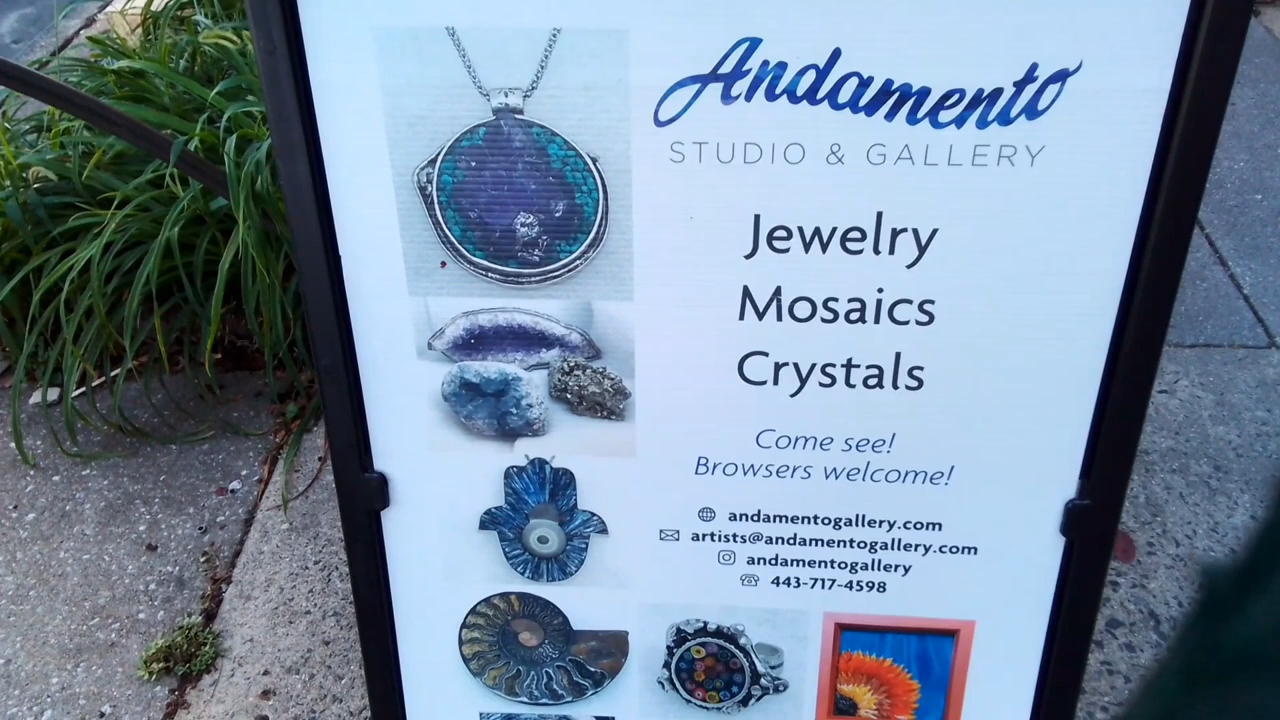 Andamento
STUDIO & GALLERY
Jewelry
Mosaics
Crystals
Come see!
Browsers welcome!
andamentogallery.com
artists@andamentogallery.com
andamentogallery
443-717-4598